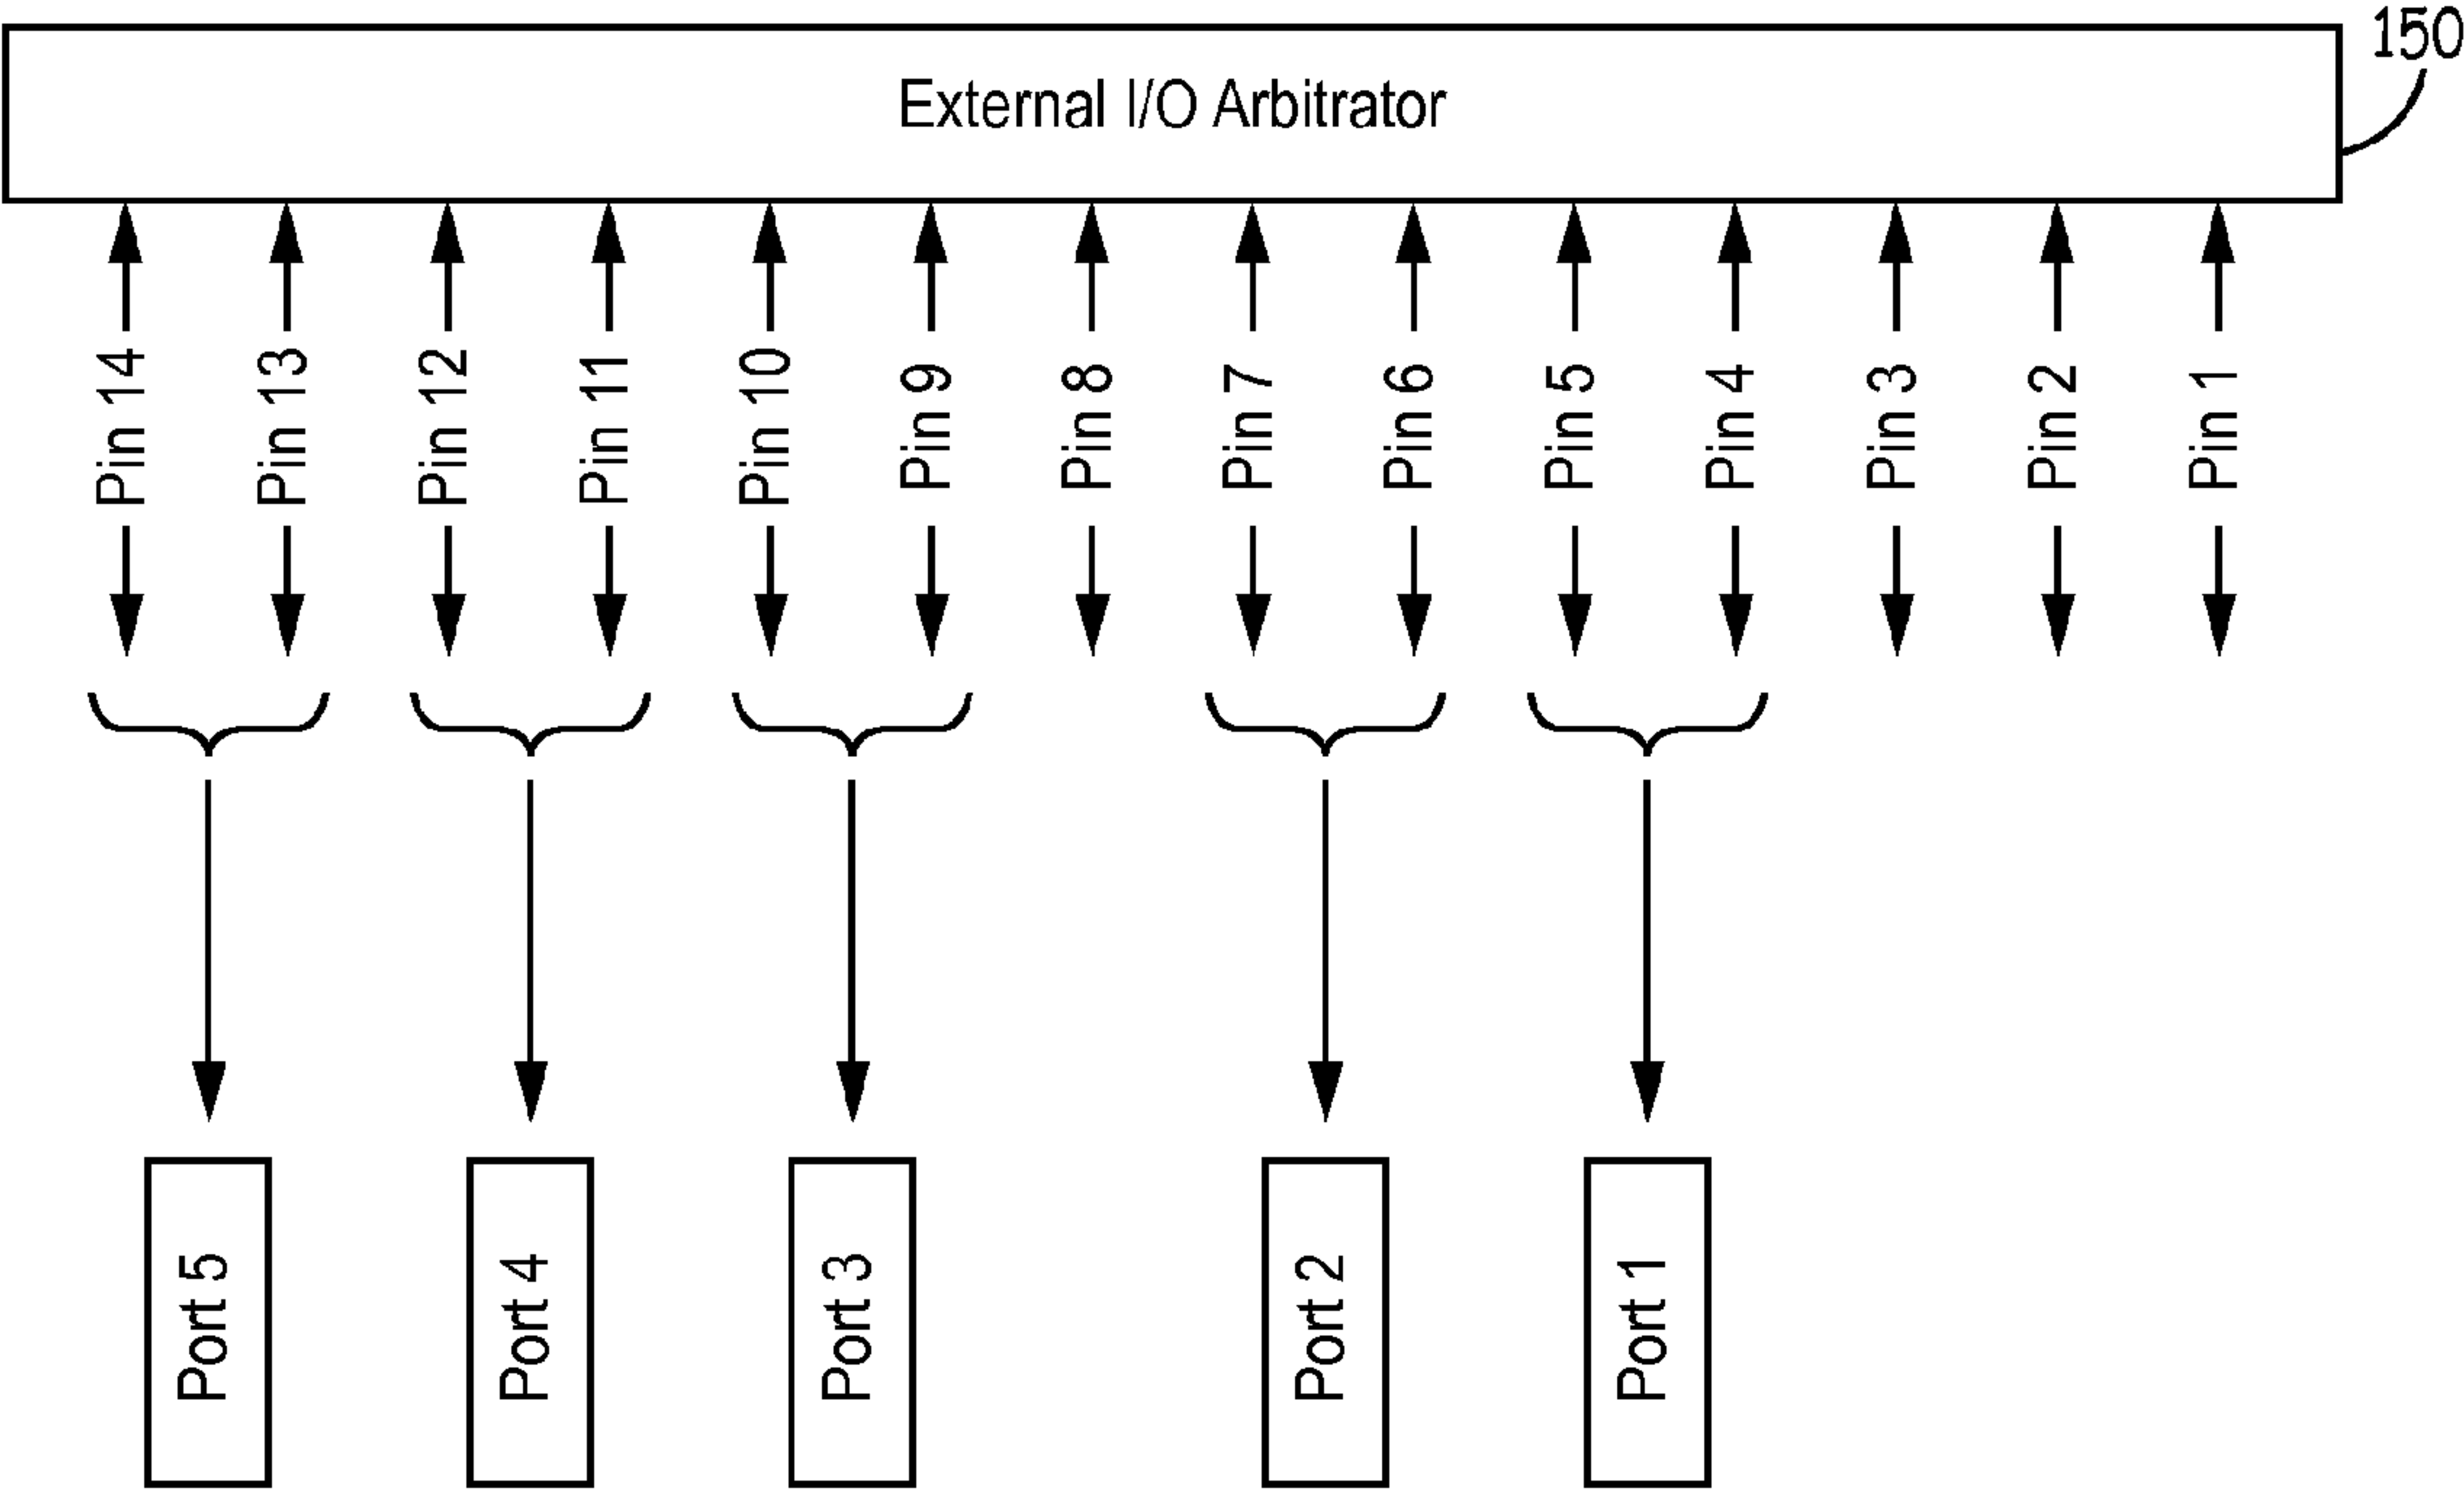 150
External I/O Arbitrator
Pin 14
Pin 13
Pin 12
Pin 11
Pin 10
Pin 9
Pin 8
Pin 7
Pin 6
Pin 5
Pin 4
Pin 3
Pin 2
Pin 1
Port 5
Port 4
Port 3
Port 2
Port 1